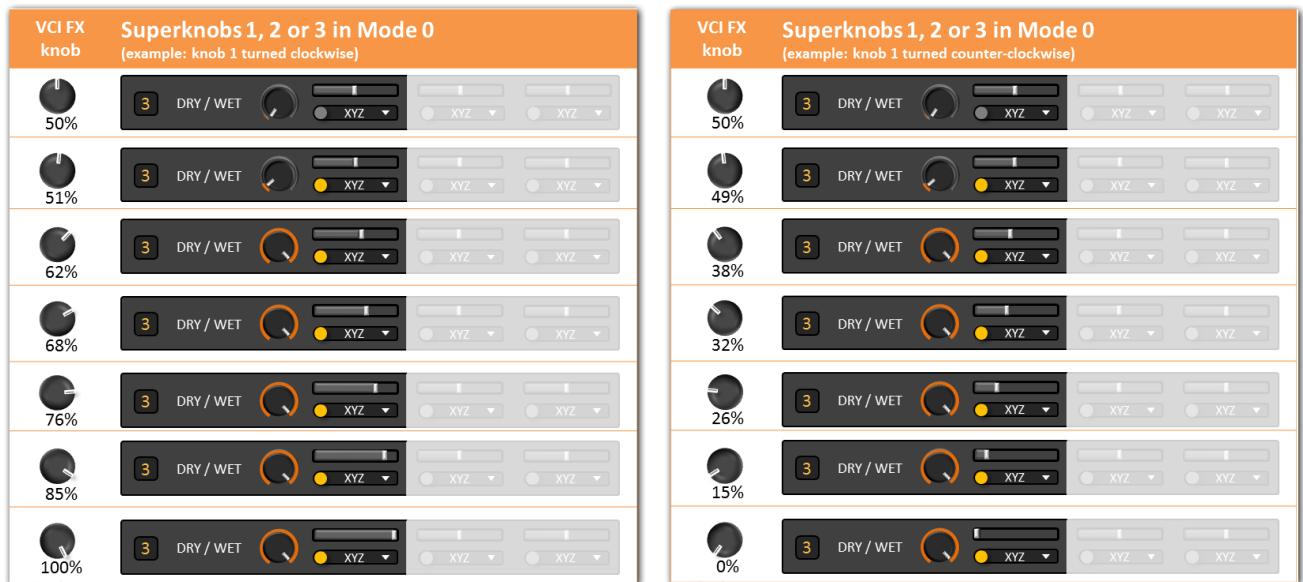 VCI FX knob
Superknobs 1, 2 or 3 in Mode 0
(example: knob 1 turned clockwise)
50%
3 DRY / WET XYZ XYZ XYZ
51%
3 DRY / WET XYZ XYZ XYZ
62%
3 DRY / WET XYZ XYZ XYZ
68%
3 DRY / WET XYZ XYZ XYZ
76%
3 DRY / WET XYZ XYZ XYZ
85%
3 DRY / WET XYZ XYZ XYZ
100%
3 DRY / WET XYZ XYZ XYZ
VCI FX knob
Superknobs 1, 2 or 3 in Mode 0
(example: knob 1 turned counter-clockwise)
50%
3 DRY / WET XYZ XYZ XYZ
49%
3 DRY / WET XYZ XYZ XYZ
38%
3 DRY / WET XYZ XYZ XYZ
32%
3 DRY / WET XYZ XYZ XYZ
26%
3 DRY / WET XYZ XYZ XYZ
15%
3 DRY / WET XYZ XYZ XYZ
0%
3 DRY / WET XYZ XYZ XYZ